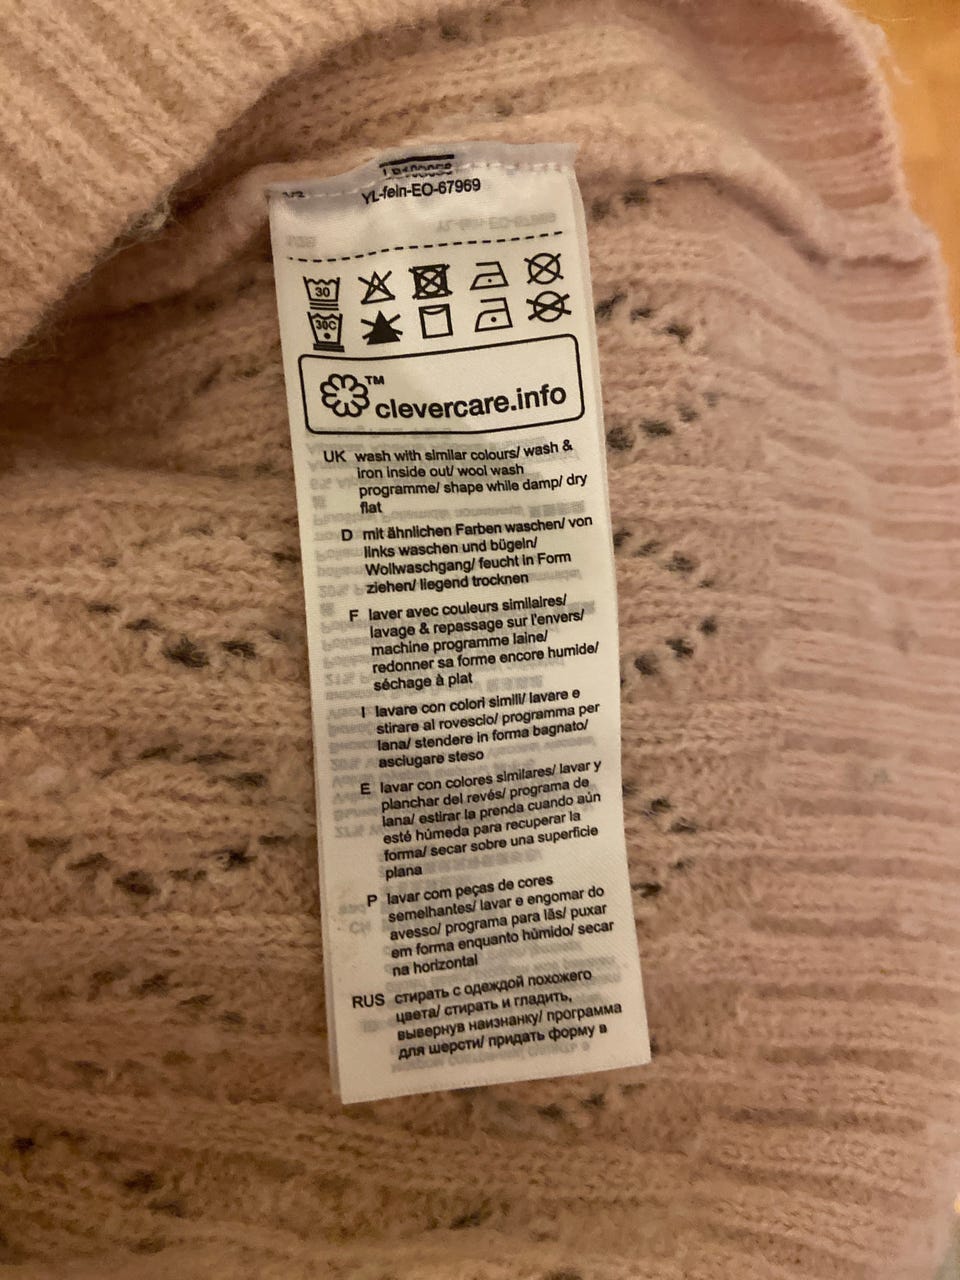 1/2
YL-fein-EO-67969
30
30C
™
clevercare.info
UK wash with similar colours/ wash &
iron inside out/ wool wash
programme/ shape while damp/ dry
flat
D mit ähnlichen Farben waschen/ von
links waschen und bügeln/
Wollwaschgang/ feucht in Form
ziehen/ liegend trocknen
F laver avec couleurs similaires/
lavage & repassage sur l'envers/
machine programme laine/
redonner sa forme encore humide/
séchage à plat
I lavare con colori simili/ lavare e
stirare al rovescio/ programma per
lana/ stendere in forma bagnato/
asciugare steso
E lavar con colores similares/ lavar y
planchar del revés/ programa de
lana/ estirar la prenda cuando aún
esté húmeda para recuperar la
forma/ secar sobre una superficie
plana
P lavar com peças de cores
semelhantes/ lavar e engomar do
avesso/ programa para lãs/ puxar
em forma enquanto húmido/ secar
na horizontal
RUS стирать с одеждой похожего
цвета/ стирать и гладить,
вывернув наизнанку/ программа
для шерсти/ придать форму в